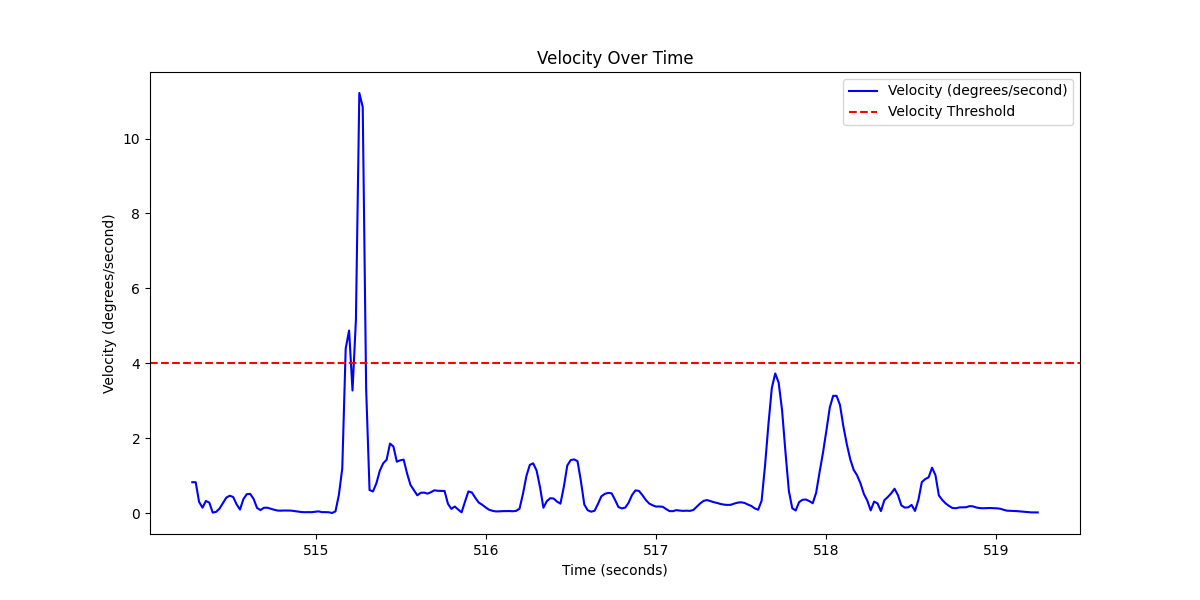 Velocity Over Time
Velocity (degrees/second)
Velocity Threshold
10
8
6
4
2
0
Velocity (degrees/second)
515
516
517
518
519
Time (seconds)